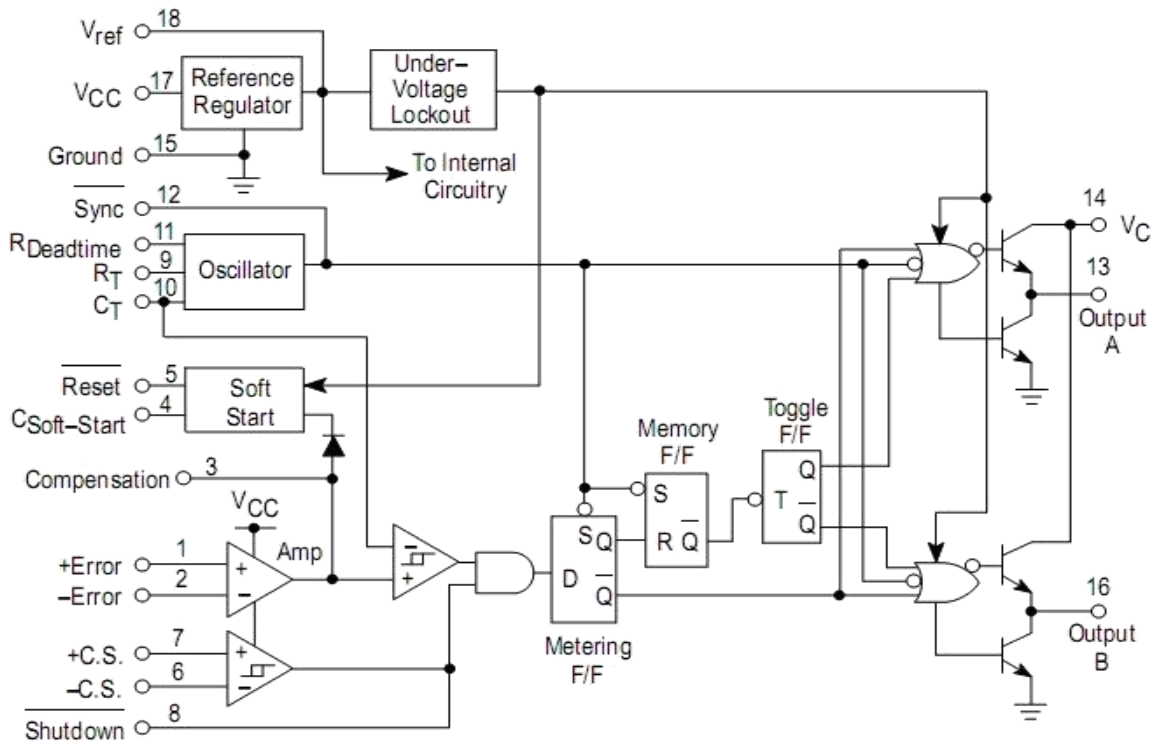 Vref 18
VCC 17
Reference
Regulator
Under–
Voltage
Lockout
Ground 15
To Internal
Circuitry
Sync 12
RDeadtime 11
RT 9
CT 10
Oscillator
14 VC
13
Output
A
Reset 5
CSoft–Start 4
Soft
Start
Compensation 3
Memory
F/F
S
R Q
Toggle
F/F
Q
T Q
VCC
Amp
+Error 1
–Error 2
+
–
–
+
S Q
D
Q
Metering
F/F
16
Output
B
+C.S. 7
–C.S. 6
+
–
Shutdown 8